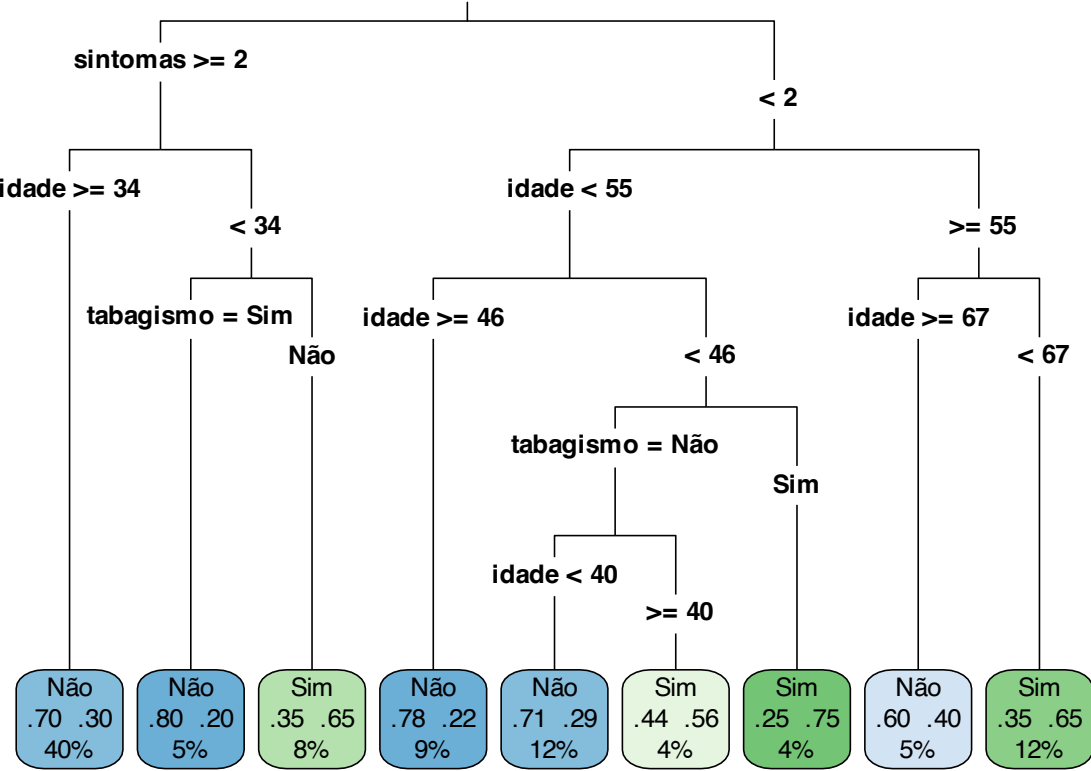 sintomas >= 2
< 2
idade >= 34
idade < 55
< 34
>= 55
tabagismo = Sim
idade >= 46
idade >= 67
Não
< 46
< 67
tabagismo = Não
Sim
idade < 40
>= 40
Não
.70 .30
40%
Não
.80 .20
5%
Sim
.35 .65
8%
Não
.78 .22
9%
Não
.71 .29
12%
Sim
.44 .56
4%
Sim
.25 .75
4%
Não
.60 .40
5%
Sim
.35 .65
12%